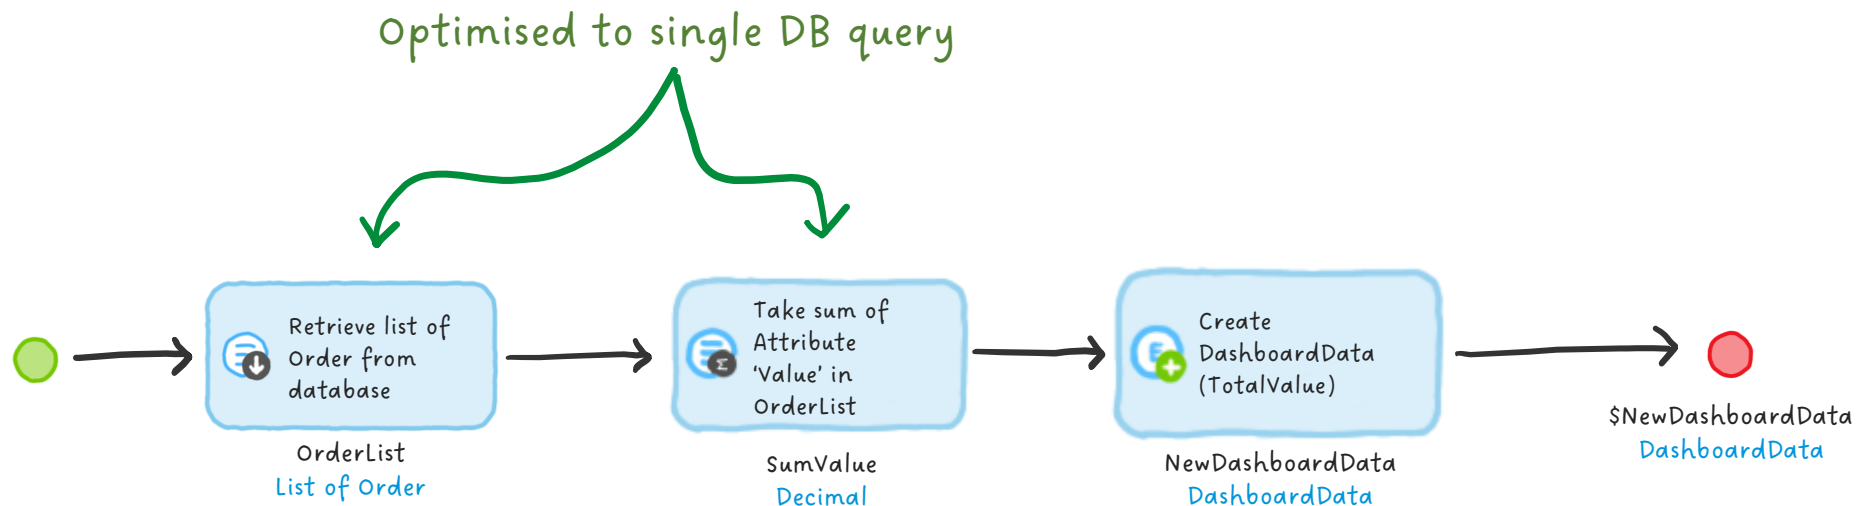 Optimised to single DB query
Retrieve list of
Order from
database
OrderList
List of Order
Take sum of
Attribute
‘Value’ in
OrderList
SumValue
Decimal
Create
DashboardData
(TotalValue)
NewDashboardData
DashboardData
$NewDashboardData
DashboardData